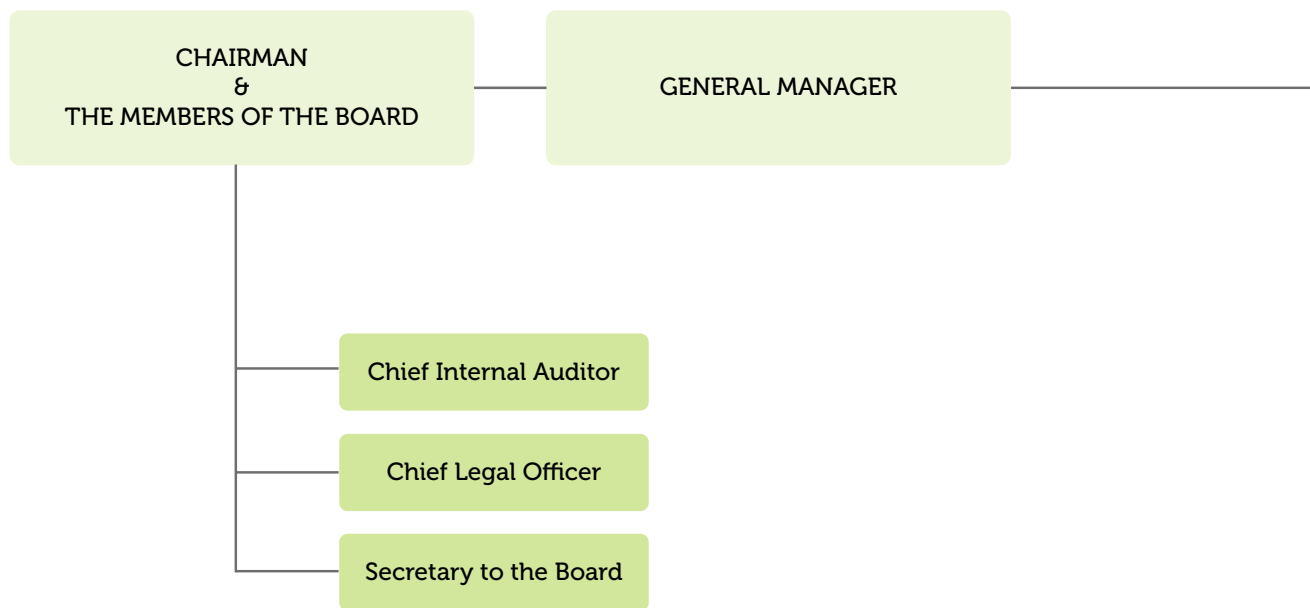 CHAIRMAN
&
THE MEMBERS OF THE BOARD
GENERAL MANAGER
Chief Internal Auditor
Chief Legal Officer
Secretary to the Board